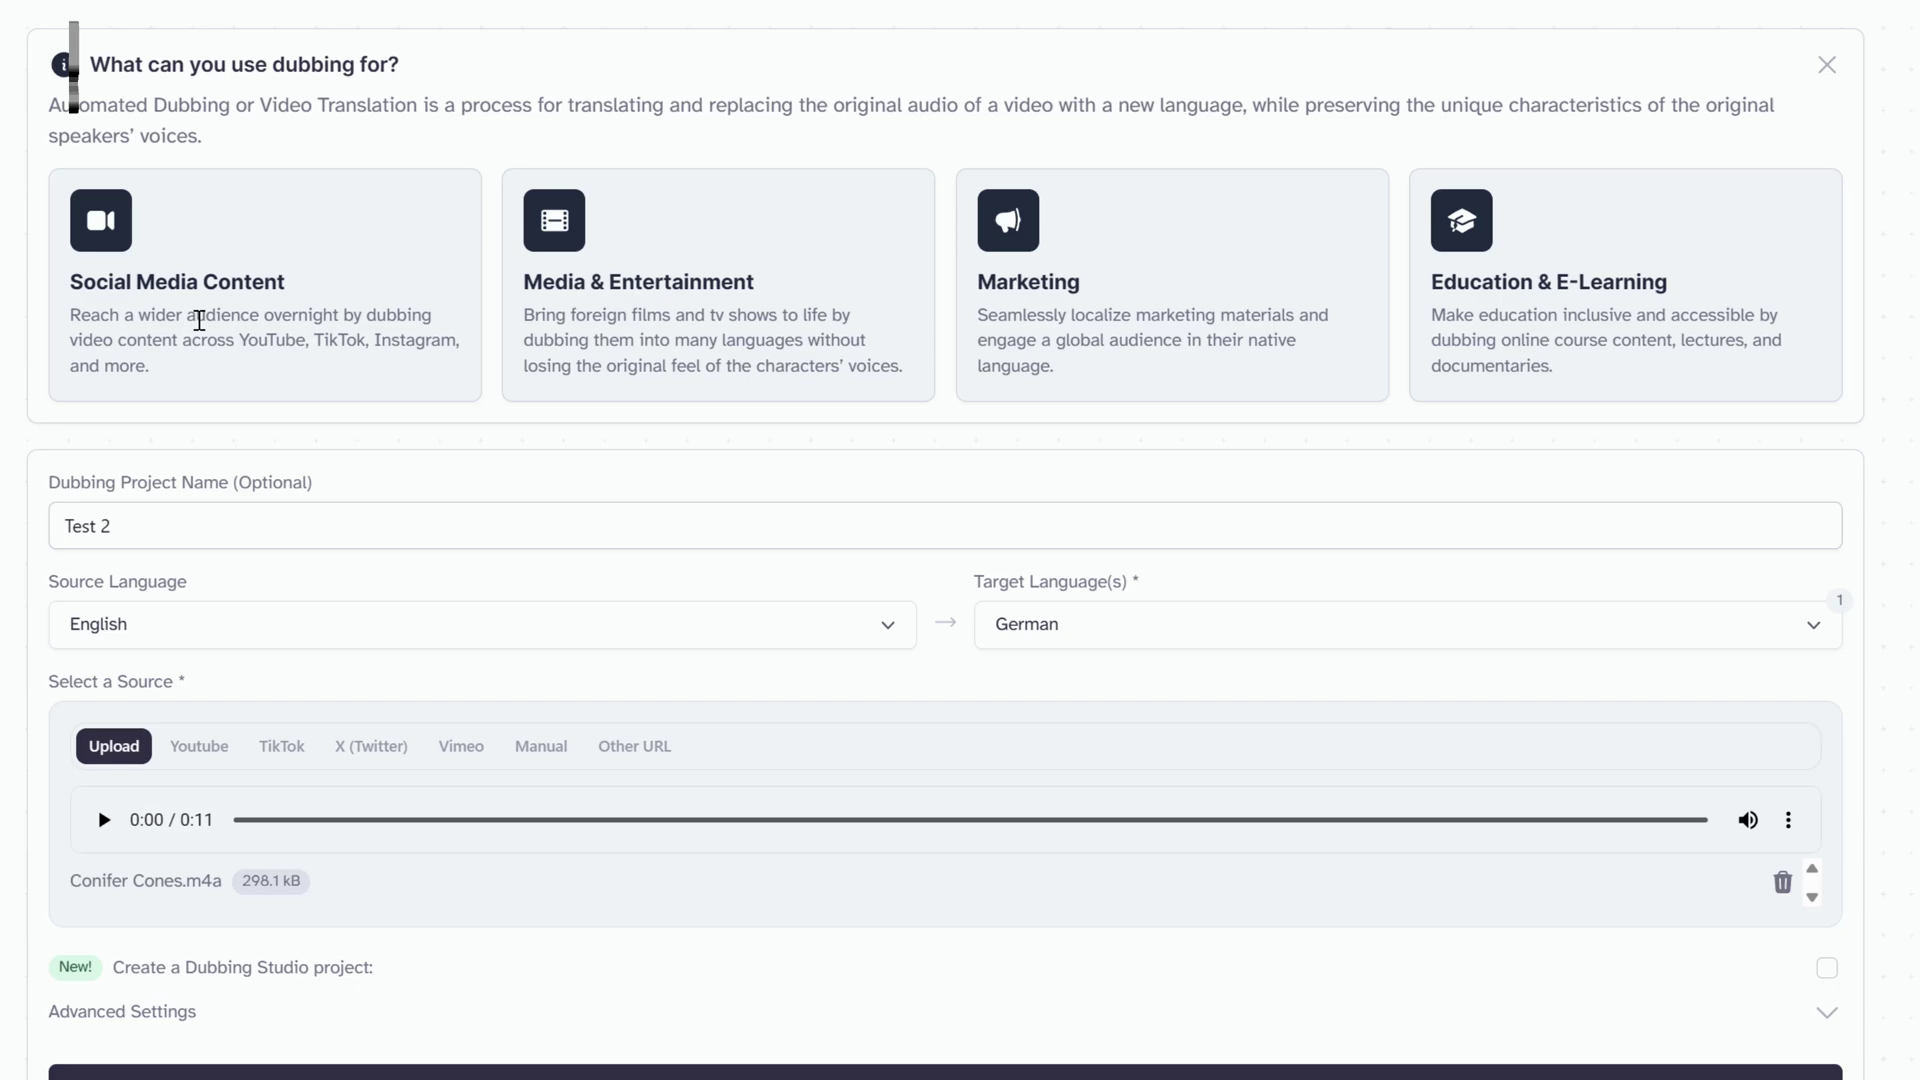 What can you use dubbing for?
Automated Dubbing or Video Translation is a process for translating and replacing the original audio of a video with a new language, while preserving the unique characteristics of the original
speakers’ voices.
Social Media Content
Reach a wider audience overnight by dubbing
video content across YouTube, TikTok, Instagram,
and more.
Media & Entertainment
Bring foreign films and tv shows to life by
dubbing them into many languages without
losing the original feel of the characters’ voices.
Marketing
Seamlessly localize marketing materials and
engage a global audience in their native
language.
Education & E-Learning
Make education inclusive and accessible by
dubbing online course content, lectures, and
documentaries.
Dubbing Project Name (Optional)
Test 2
Source Language
Target Language(s) *
English
German
1
Select a Source *
Upload Youtube TikTok X (Twitter) Vimeo Manual Other URL
0:00 / 0:11
Conifer Cones.m4a 298.1 kB
New! Create a Dubbing Studio project:
Advanced Settings